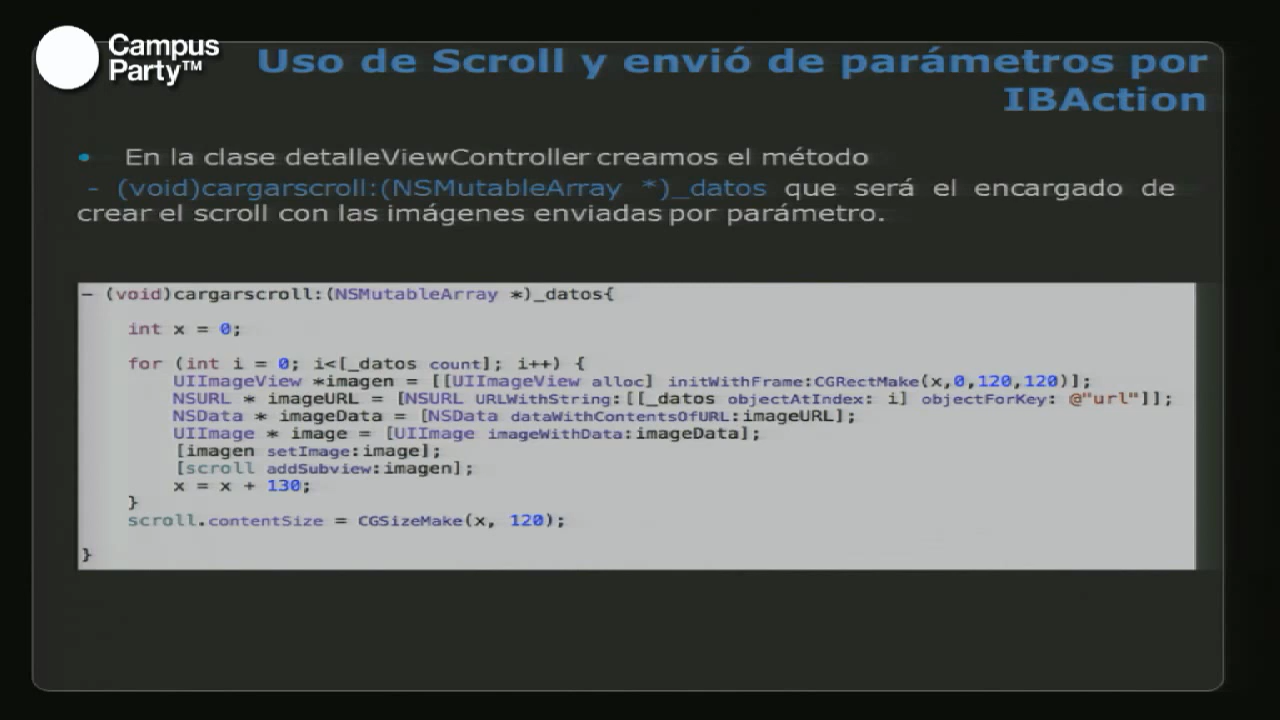 Campus
Party™
Uso de Scroll y envió de parámetros por
IBAction
• En la clase detalleViewController creamos el método
- (void)cargarscroll:(NSMutableArray *)_datos que será el encargado de
crear el scroll con las imágenes enviadas por parámetro.
- (void)cargarscroll:(NSMutableArray *)_datos{
int x = 0;
for (int i = 0; i<[_datos count]; i++) {
UIImageView *imagen = [[UIImageView alloc] initWithFrame:CGRectMake(x,0,120,120)];
NSURL * imageURL = [NSURL URLWithString:[[_datos objectAtIndex: i] objectForKey: @"url"]];
NSData * imageData = [NSData dataWithContentsOfURL:imageURL];
UIImage * image = [UIImage imageWithData:imageData];
[imagen setImage:image];
[scroll addSubview:imagen];
x = x + 130;
}
scroll.contentSize = CGSizeMake(x, 120);
}